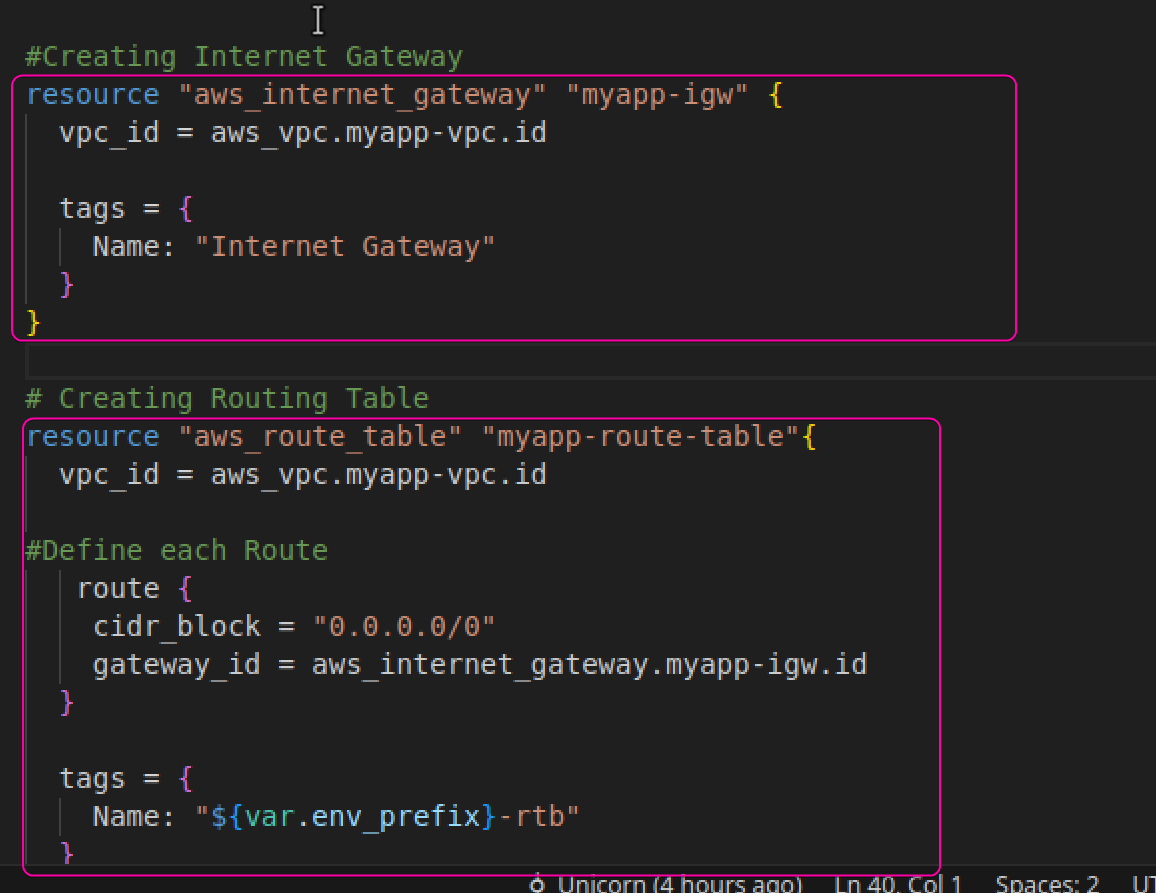 #Creating Internet Gateway
resource "aws_internet_gateway" "myapp-igw" {
  vpc_id = aws_vpc.myapp-vpc.id
  tags = {
    Name: "Internet Gateway"
  }
}
# Creating Routing Table
resource "aws_route_table" "myapp-route-table"{
  vpc_id = aws_vpc.myapp-vpc.id
#Define each Route
   route {
    cidr_block = "0.0.0.0/0"
    gateway_id = aws_internet_gateway.myapp-igw.id
  }
  tags = {
    Name: "${var.env_prefix}-rtb"
  }
Unicorn (4 hours ago) Ln 40, Col 1 Spaces: 2